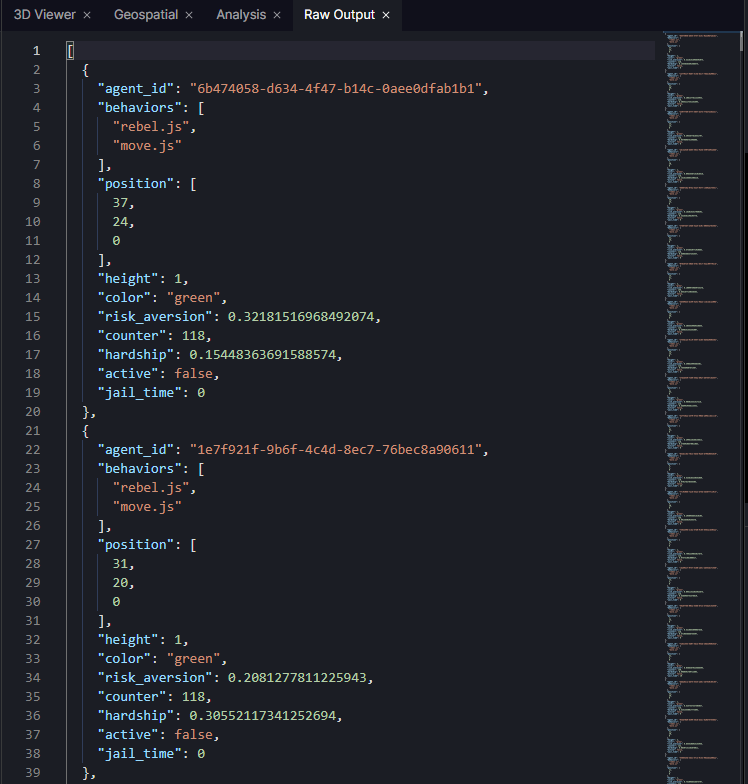 3D Viewer × Geospatial × Analysis × Raw Output ×
1 [
2 {
3 "agent_id": "6b474058-d634-4f47-b14c-0aee0dfab1b1",
4 "behaviors": [
5 "rebel.js",
6 "move.js"
7 ],
8 "position": [
9 37,
10 24,
11 0
12 ],
13 "height": 1,
14 "color": "green",
15 "risk_aversion": 0.32181516968492074,
16 "counter": 118,
17 "hardship": 0.15448363691588574,
18 "active": false,
19 "jail_time": 0
20 },
21 {
22 "agent_id": "1e7f921f-9b6f-4c4d-8ec7-76bec8a90611",
23 "behaviors": [
24 "rebel.js",
25 "move.js"
26 ],
27 "position": [
28 31,
29 20,
30 0
31 ],
32 "height": 1,
33 "color": "green",
34 "risk_aversion": 0.2081277811225943,
35 "counter": 118,
36 "hardship": 0.30552117341252694,
37 "active": false,
38 "jail_time": 0
39 },